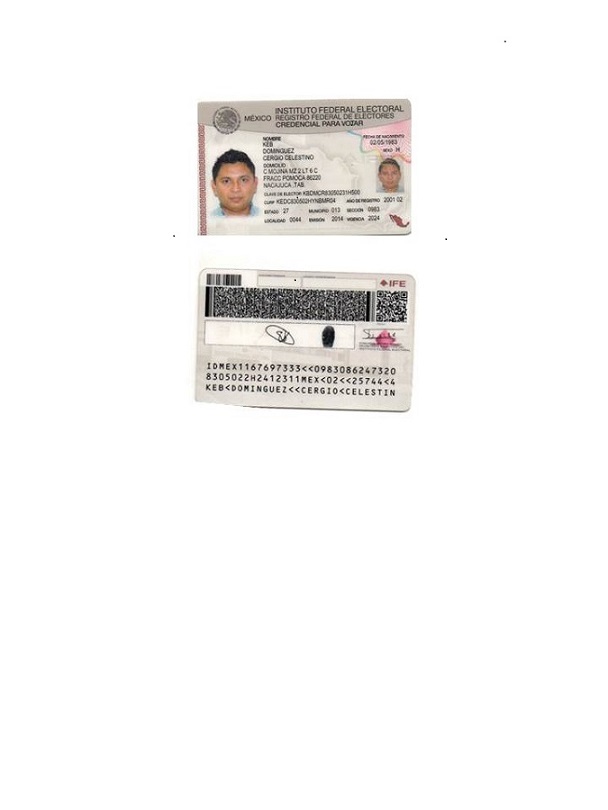 MÉXICO
INSTITUTO FEDERAL ELECTORAL
REGISTRO FEDERAL DE ELECTORES
CREDENCIAL PARA VOTAR
NOMBRE
KEB
DOMINGUEZ
CERGIO CELESTINO
FECHA DE NACIMIENTO
02/05/1983
SEXO H
DOMICILIO
C MOJINA MZ 2 LT 6 C
FRACC POMOCA 86220
NACAJUCA ,TAB.
CLAVE DE ELECTOR KBDMCR83050231H500
CURP KEDC830502HYNBMR04 AÑO DE REGISTRO 2001 02
ESTADO 27 MUNICIPIO 013 SECCIÓN 0983
LOCALIDAD 0044 EMISIÓN 2014 VIGENCIA 2024
IFE
IDMEX1167697333<<0983086247320
8305022H2412311MEX<02<<25744<4
KEB<DOMINGUEZ<<CERGIO<CELESTIN